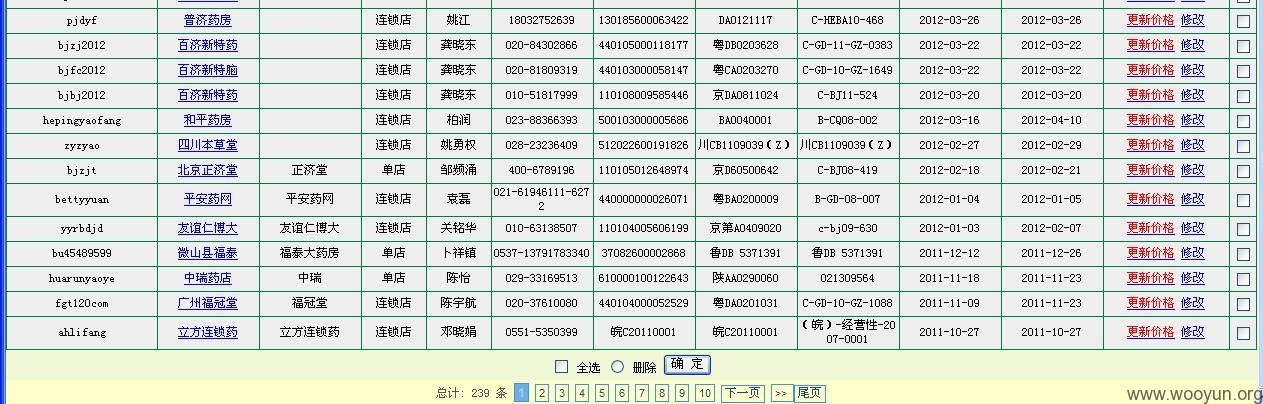 pjdyf 普济药房 连锁店 姚江 18032752639 130185600063422 DA0121117 C-HEBA10-468 2012-03-26 2012-03-26 更新价格 修改
bjzj2012 百济新特药 连锁店 龚晓东 020-84302866 440105000118177 粤DB0203628 C-GD-11-GZ-0383 2012-03-22 2012-03-22 更新价格 修改
bjfc2012 百济新特脑 连锁店 龚晓东 020-81809319 440103000058147 粤CA0203270 C-GD-10-GZ-1649 2012-03-22 2012-03-22 更新价格 修改
bjbj2012 百济新特药 连锁店 龚晓东 010-51817999 110108009585446 京DA0811024 C-BJ11-524 2012-03-20 2012-03-20 更新价格 修改
hepingyaofang 和平药房 连锁店 柏润 023-88366393 500103000005686 BA0040001 B-CQ08-002 2012-03-16 2012-04-10 更新价格 修改
zyzyao 四川本草堂 连锁店 姚勇权 028-23236409 512022600191826 川CB1109039(Z) 川CB1109039(Z) 2012-02-27 2012-02-29 更新价格 修改
bjzjt 北京正济堂 正济堂 单店 邹频涌 400-6789196 110105012648974 京D60500642 C-BJ08-419 2012-02-18 2012-02-21 更新价格 修改
bettyyuan 平安药网 平安药网 连锁店 袁磊 021-61946111-627
2 440000000026071 粤BA0200009 B-GD-08-007 2012-01-04 2012-01-05 更新价格 修改
yyrbdjd 友谊仁博大 友谊仁博大 连锁店 关铭华 010-63138507 110104005606199 京第A0409020 c-bj09-630 2012-01-03 2012-02-07 更新价格 修改
bu45489599 微山县福泰 福泰大药房 单店 卜祥镇 0537-13791783340 37082600002868 鲁DB 5371391 鲁DB 5371391 2011-12-12 2011-12-26 更新价格 修改
huarunyaoye 中瑞药店 中瑞 单店 陈怡 029-33169513 610000100122643 陕AA0290060 021309564 2011-11-18 2011-11-23 更新价格 修改
fgt120com 广州福冠堂 福冠堂 连锁店 陈宇航 020-37610080 440104000052529 粤DA0201031 C-GD-10-GZ-1088 2011-11-09 2011-11-23 更新价格 修改
ahlifang 立方连锁药 立方连锁药 连锁店 邓晓娟 0551-5350399 皖C20110001 皖C20110001 (皖)-经营性-20
07-0001 2011-10-27 2011-10-27 更新价格 修改
全选 删除 确 定
总计: 239 条 1 2 3 4 5 6 7 8 9 10 下一页 >> 尾页
www.wooyun.org